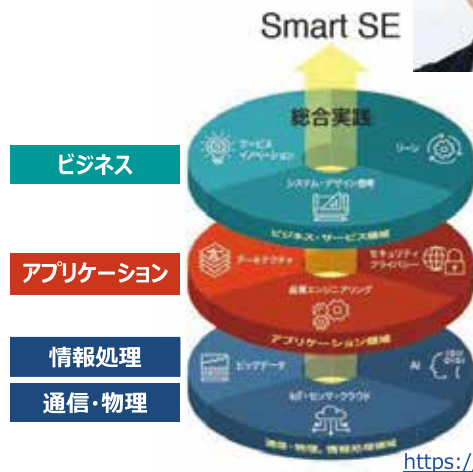 Smart SE
総合実践
サービス
イノベーション
リーン
システム・デザイン思考
ビジネス・サービス領域
ビジネス
アーキテクチャ
セキュリティ
プライバシー
品質エンジニアリング
アプリケーション領域
アプリケーション
ビッグデータ
AI
IoT・センサ・クラウド
通信・物理、情報処理領域
情報処理
通信・物理
https:/